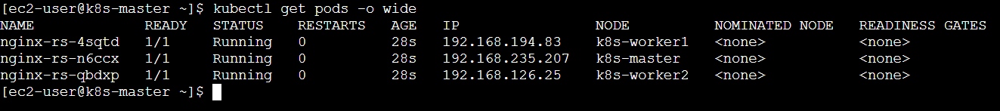 [ec2-user@k8s-master ~]$ kubectl get pods -o wide
NAME READY STATUS RESTARTS AGE IP NODE NOMINATED NODE READINESS GATES
nginx-rs-4sqtd 1/1 Running 0 28s 192.168.194.83 k8s-worker1 <none> <none>
nginx-rs-n6ccx 1/1 Running 0 28s 192.168.235.207 k8s-master <none> <none>
nginx-rs-qbdxp 1/1 Running 0 28s 192.168.126.25 k8s-worker2 <none> <none>
[ec2-user@k8s-master ~]$